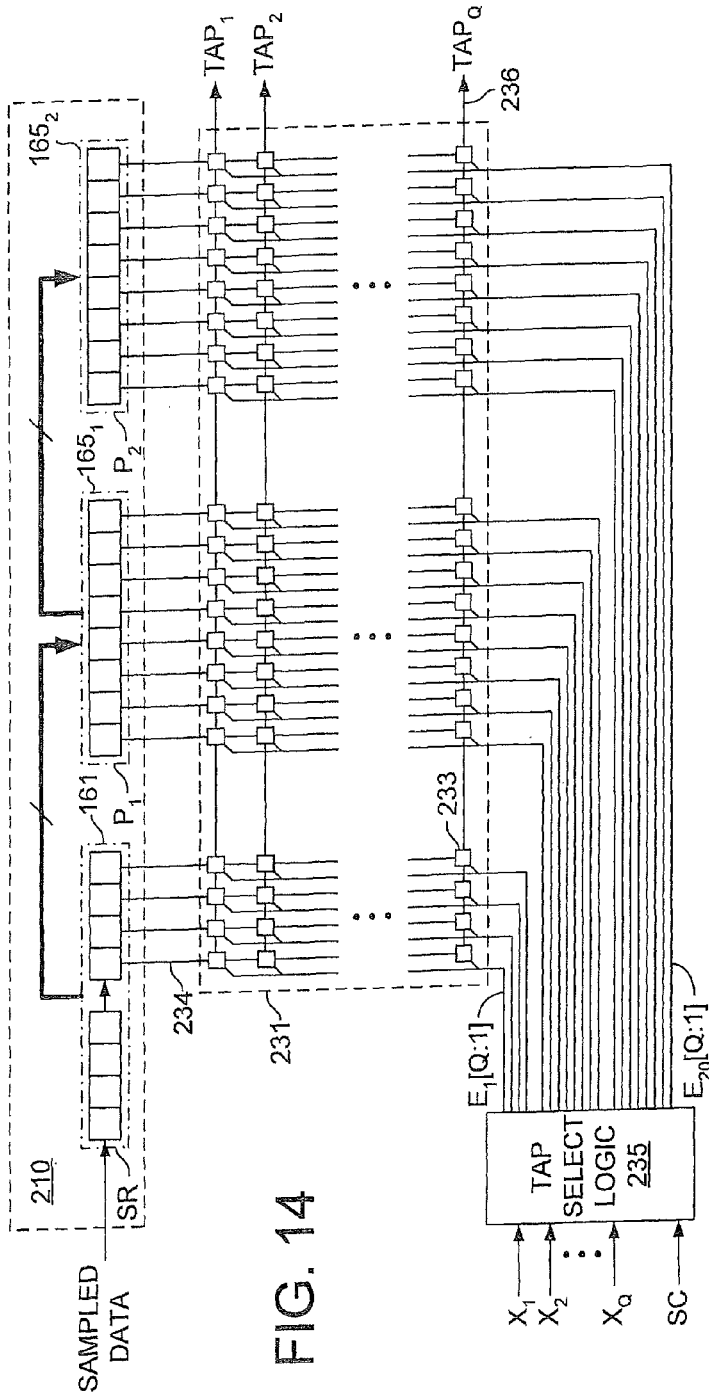 165₂
165₁
161
P₂
P₁
SR
210
SAMPLED
DATA
TAP₁
TAP₂
TAP_Q
236
234
231
233
FIG. 14
E₁[Q:1]
E₂₀[Q:1]
TAP
SELECT
LOGIC
235
X₁
X₂
X_Q
SC